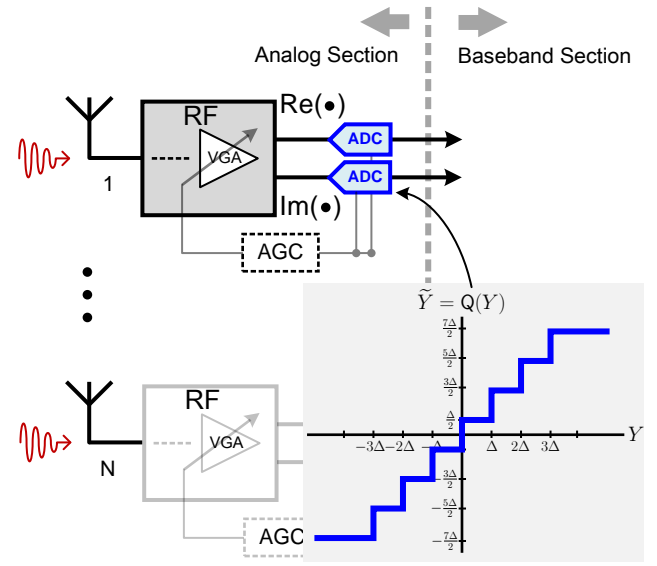 Analog Section
Baseband Section
Re(•)
RF
ADC
VGA
ADC
1
Im(•)
AGC
Ỹ = Q(Y)
7Δ/2
5Δ/2
3Δ/2
Δ/2
RF
VGA
N
Y
−3Δ −2Δ −Δ Δ 2Δ 3Δ
−3Δ/2
−5Δ/2
−7Δ/2
AGC